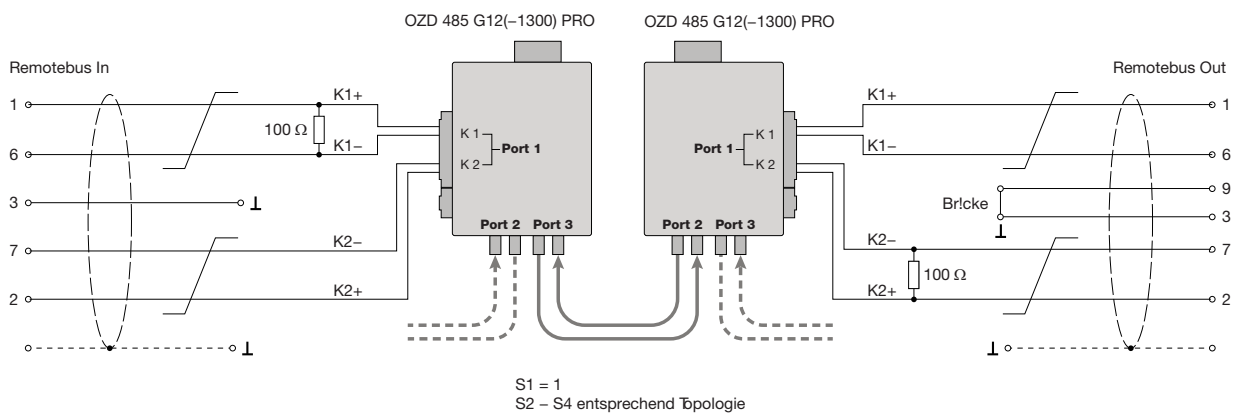 OZD 485 G12(–1300) PRO
OZD 485 G12(–1300) PRO
Remotebus In
Remotebus Out
1
K1+
K1+
1
100 Ω
K 1
Port 1
K 2
K 1
Port 1
K 2
6
K1–
K1–
6
9
Br!cke
3
3
Port 2
Port 3
Port 2
Port 3
7
K2–
K2–
7
100 Ω
2
K2+
K2+
2
S1 = 1
S2 – S4 entsprechend Topologie